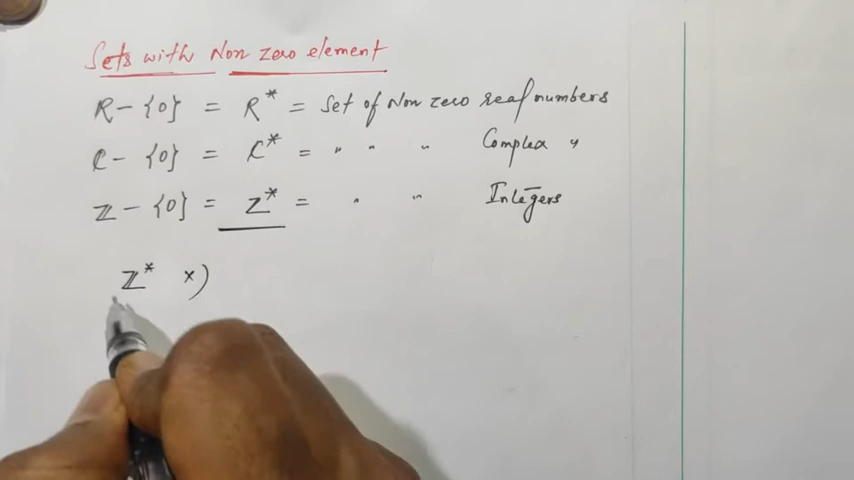 Sets with Non zero element
R - {0} = R* = Set of Non zero real numbers
C - {0} = C* = " " " Complex "
ℤ - {0} = Z* = " " Integers
ℤ* ×)